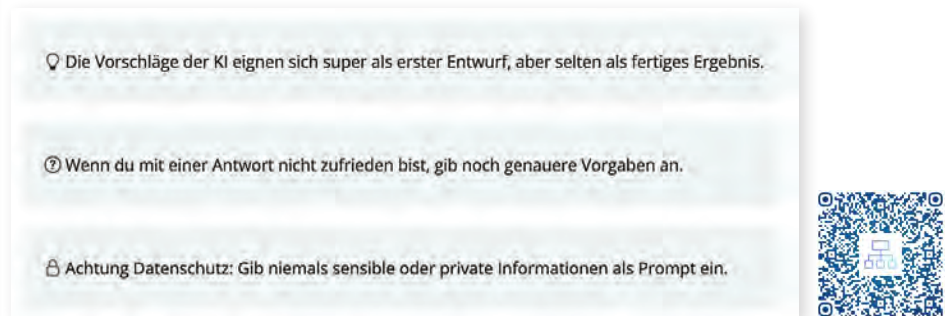 Die Vorschläge der KI eignen sich super als erster Entwurf, aber selten als fertiges Ergebnis.
Wenn du mit einer Antwort nicht zufrieden bist, gib noch genauere Vorgaben an.
Achtung Datenschutz: Gib niemals sensible oder private Informationen als Prompt ein.